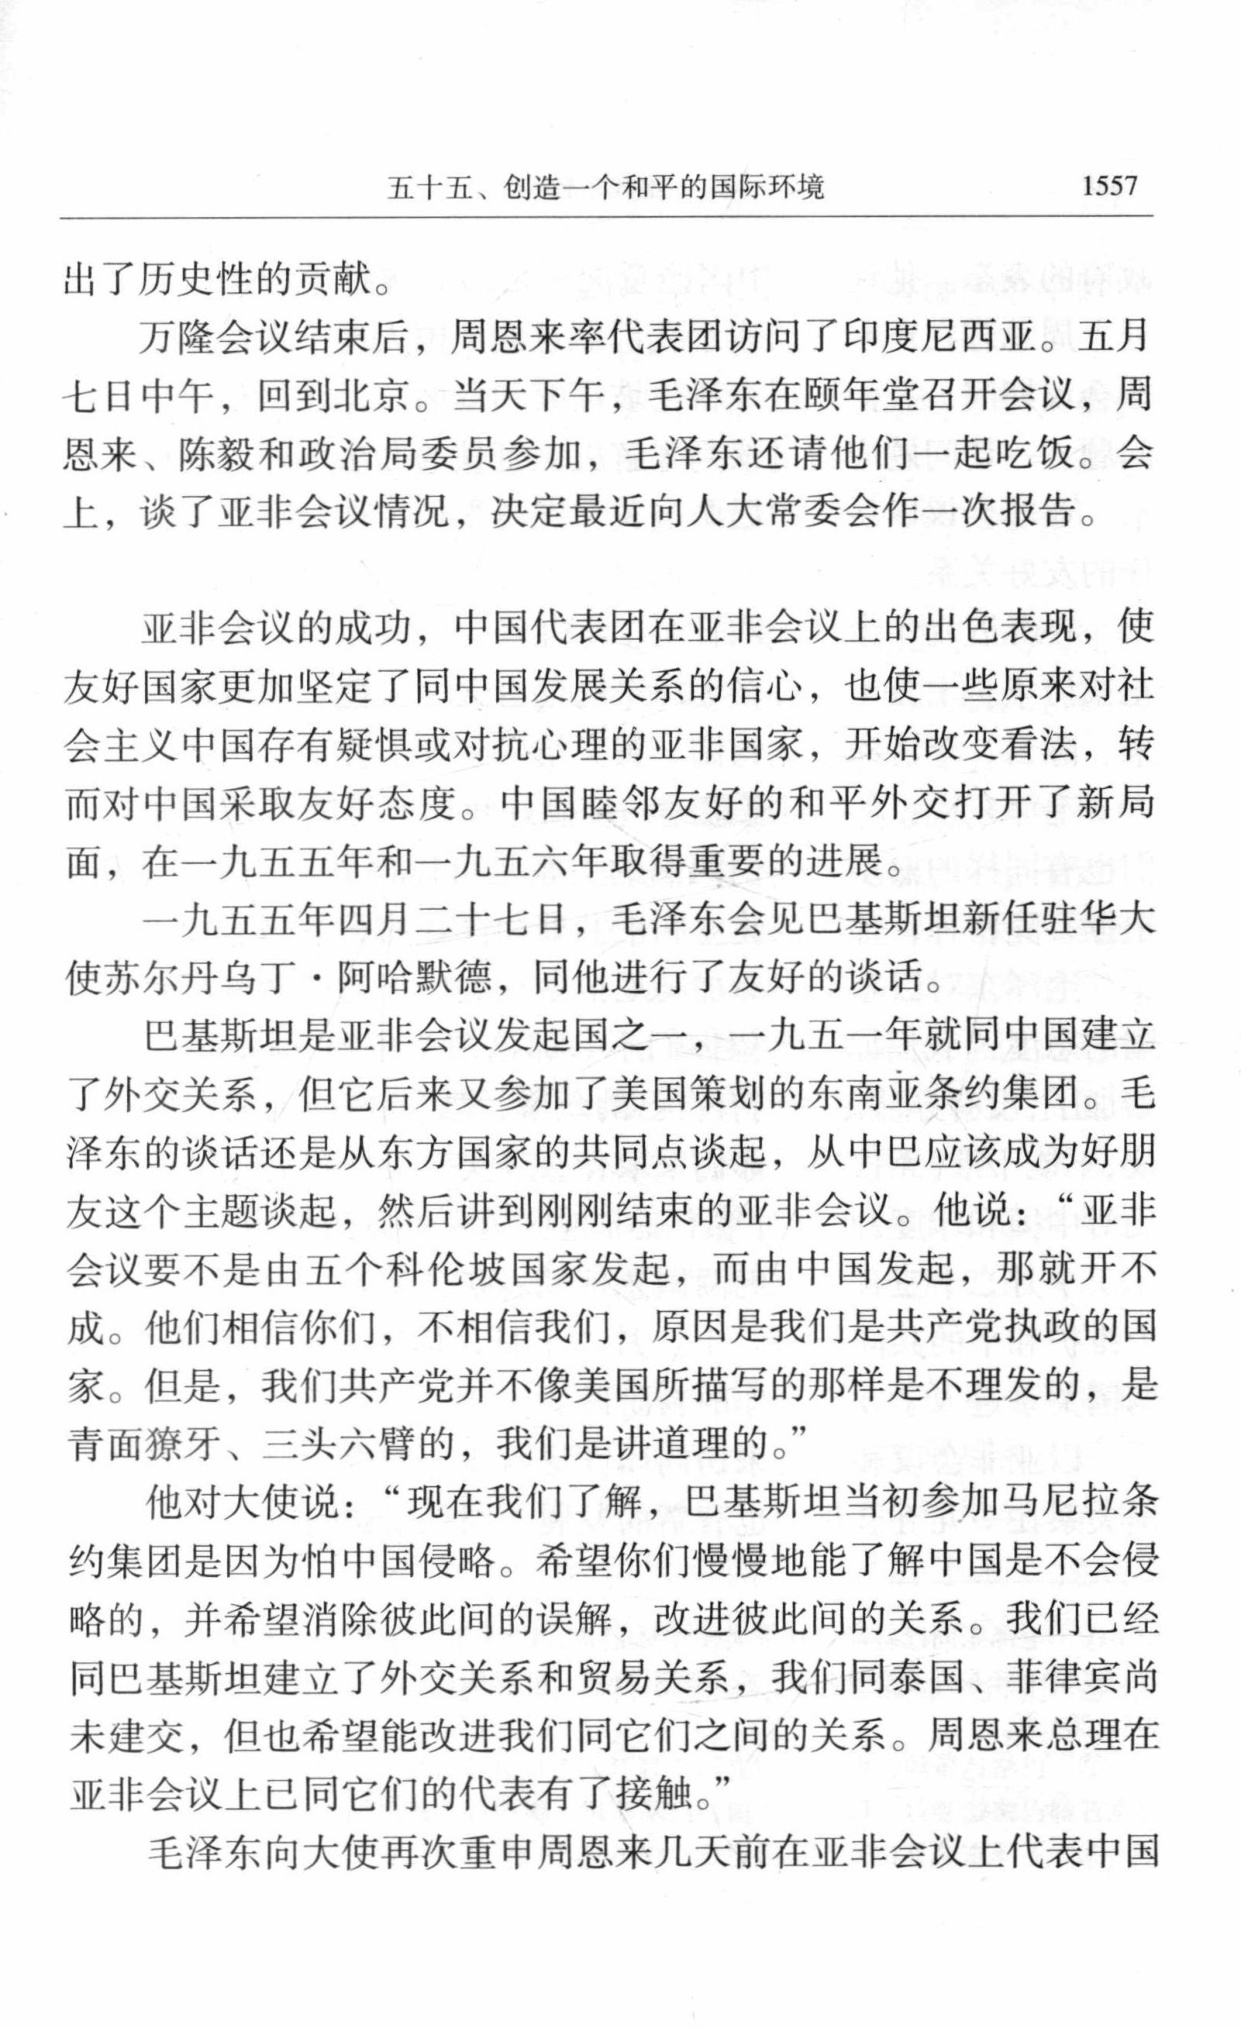 五十五、创造一个和平的国际环境 1557
出了历史性的贡献。
万隆会议结束后，周恩来率代表团访问了印度尼西亚。五月
七日中午，回到北京。当天下午，毛泽东在颐年堂召开会议，周
恩来、陈毅和政治局委员参加，毛泽东还请他们一起吃饭。会
上，谈了亚非会议情况，决定最近向人大常委会作一次报告。
亚非会议的成功，中国代表团在亚非会议上的出色表现，使
友好国家更加坚定了同中国发展关系的信心，也使一些原来对社
会主义中国存有疑惧或对抗心理的亚非国家，开始改变看法，转
而对中国采取友好态度。中国睦邻友好的和平外交打开了新局
面，在一九五五年和一九五六年取得重要的进展。
一九五五年四月二十七日，毛泽东会见巴基斯坦新任驻华大
使苏尔丹乌丁·阿哈默德，同他进行了友好的谈话。
巴基斯坦是亚非会议发起国之一，一九五一年就同中国建立
了外交关系，但它后来又参加了美国策划的东南亚条约集团。毛
泽东的谈话还是从东方国家的共同点谈起，从中巴应该成为好朋
友这个主题谈起，然后讲到刚刚结束的亚非会议。他说：“亚非
会议要不是由五个科伦坡国家发起，而由中国发起，那就开不
成。他们相信你们，不相信我们，原因是我们是共产党执政的国
家。但是，我们共产党并不像美国所描写的那样是不理发的，是
青面獠牙、三头六臂的，我们是讲道理的。”
他对大使说：“现在我们了解，巴基斯坦当初参加马尼拉条
约集团是因为怕中国侵略。希望你们慢慢地能了解中国是不会侵
略的，并希望消除彼此间的误解，改进彼此间的关系。我们已经
同巴基斯坦建立了外交关系和贸易关系，我们同泰国、菲律宾尚
未建交，但也希望能改进我们同它们之间的关系。周恩来总理在
亚非会议上已同它们的代表有了接触。”
毛泽东向大使再次重申周恩来几天前在亚非会议上代表中国